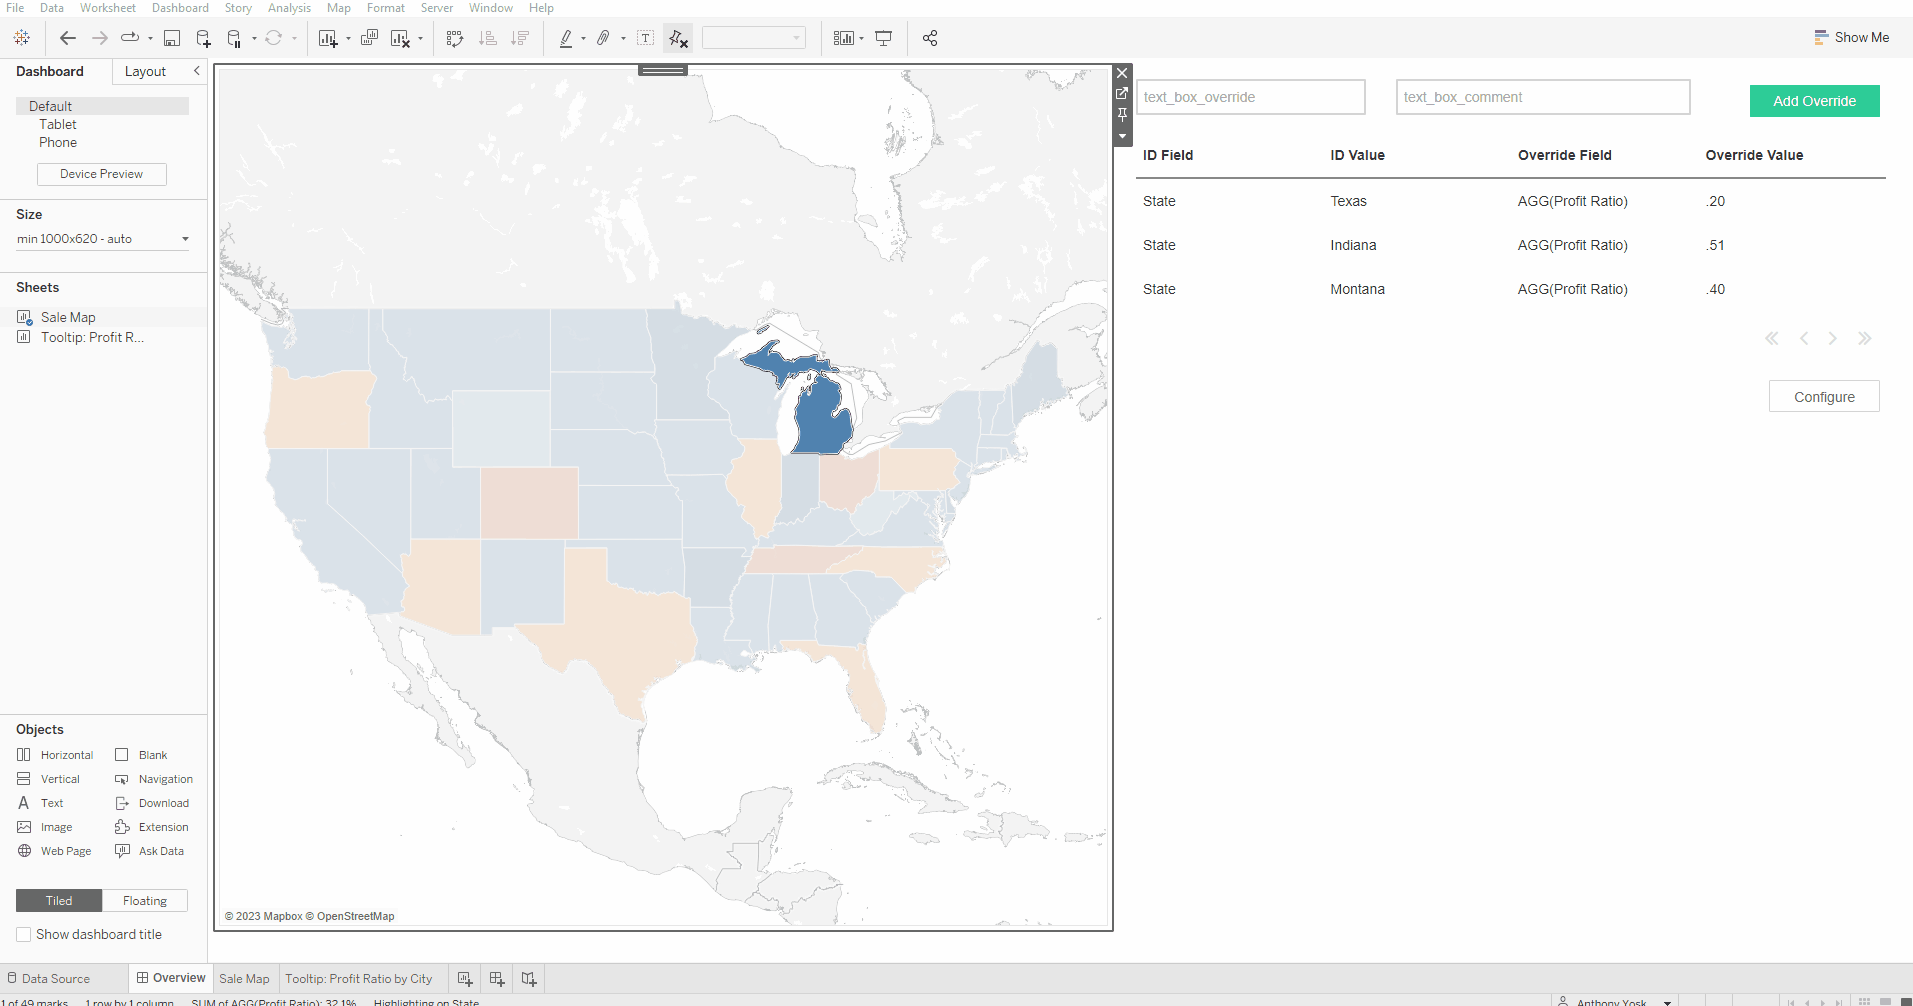 File Data Worksheet Dashboard Story Analysis Map Format Server Window Help
Show Me
Dashboard Layout
Default
Tablet
Phone
Device Preview
Size
min 1000x620 - auto
Sheets
Sale Map
Tooltip: Profit R...
Objects
Horizontal Blank
Vertical Navigation
A Text Download
Image Extension
Web Page Ask Data
Tiled Floating
Show dashboard title
© 2023 Mapbox © OpenStreetMap
text_box_override text_box_comment Add Override
ID Field ID Value Override Field Override Value
State Texas AGG(Profit Ratio) .20
State Indiana AGG(Profit Ratio) .51
State Montana AGG(Profit Ratio) .40
Configure
Data Source Overview Sale Map Tooltip: Profit Ratio by City
1 of 49 marks 1 row by 1 column SUM of AGG(Profit Ratio): 32.1% Highlighting on State Anthony Yosk